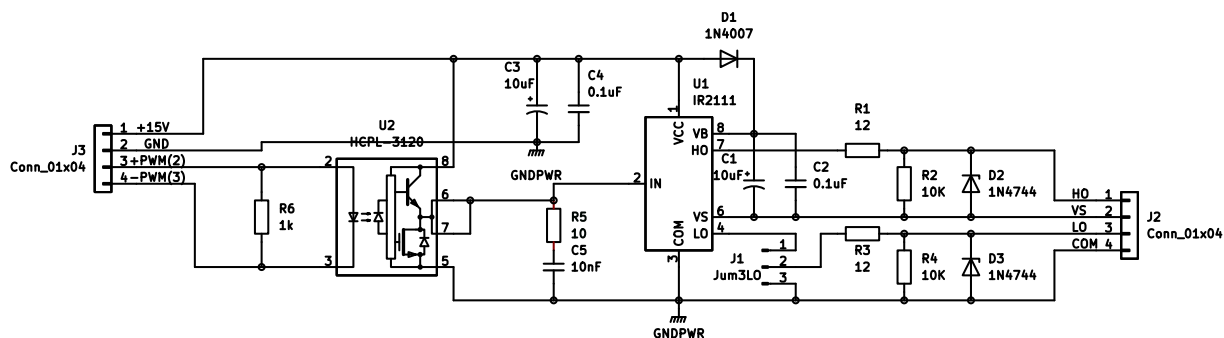 D1
1N4007
C3
10uF
+
C4
0.1uF
U1
IR2111
1
VCC
VB 8
HO 7
2 IN
VS 6
LO 4
COM
3
J3
Conn_01x04
1 +15V
2 GND
3 +PWM(2)
4 -PWM(3)
R6
1k
U2
HCPL-3120
2
3
8
6
7
5
GNDPWR
R5
10
C5
10nF
C1
10uF
+
C2
0.1uF
R1
12
R2
10K
D2
1N4744
J1
Jum3LO
1
2
3
R3
12
R4
10K
D3
1N4744
HO 1
VS 2
LO 3
COM 4
J2
Conn_01x04
GNDPWR